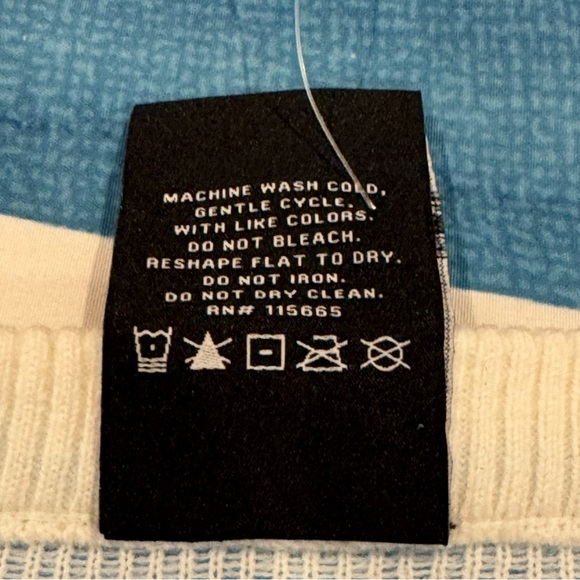 MACHINE WASH COLD,
GENTLE CYCLE.
WITH LIKE COLORS.
DO NOT BLEACH.
RESHAPE FLAT TO DRY.
DO NOT IRON.
DO NOT DRY CLEAN.
RN# 115665